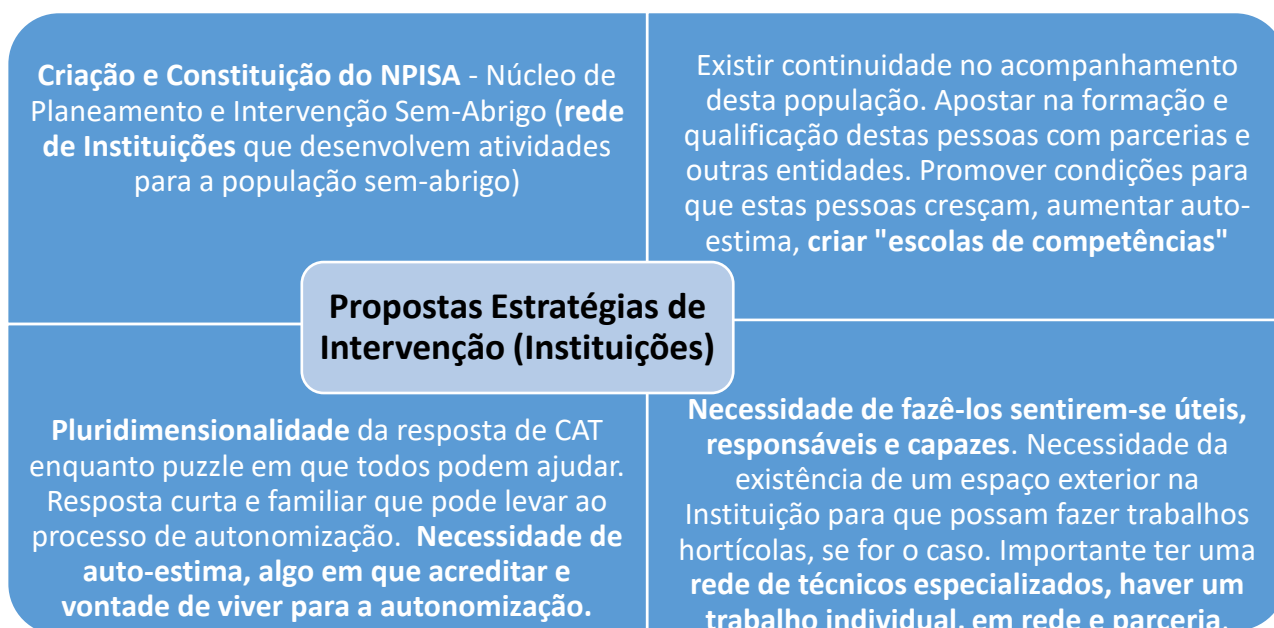 Criação e Constituição do NPISA - Núcleo de
Planeamento e Intervenção Sem-Abrigo (rede
de Instituições que desenvolvem atividades
para a população sem-abrigo)
Existir continuidade no acompanhamento
desta população. Apostar na formação e
qualificação destas pessoas com parcerias e
outras entidades. Promover condições para
que estas pessoas cresçam, aumentar auto-
estima, criar "escolas de competências"
Propostas Estratégias de
Intervenção (Instituições)
Pluridimensionalidade da resposta de CAT
enquanto puzzle em que todos podem ajudar.
Resposta curta e familiar que pode levar ao
processo de autonomização. Necessidade de
auto-estima, algo em que acreditar e
vontade de viver para a autonomização.
Necessidade de fazê-los sentirem-se úteis,
responsáveis e capazes. Necessidade da
existência de um espaço exterior na
Instituição para que possam fazer trabalhos
hortícolas, se for o caso. Importante ter uma
rede de técnicos especializados, haver um
trabalho individual, em rede e parceria.